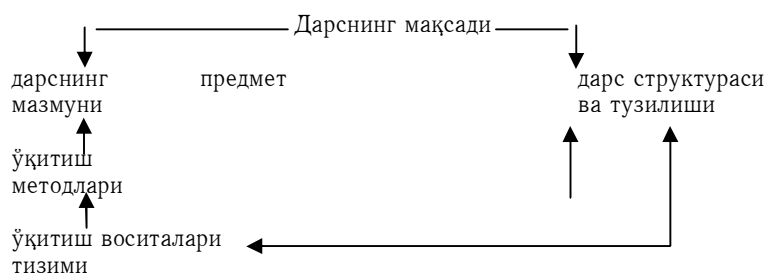 Дарснинг мақсади
дарснинг предмет дарс структураси
мазмуни ва тузилиши
ўқитиш
методлари
ўқитиш воситалари
тизими